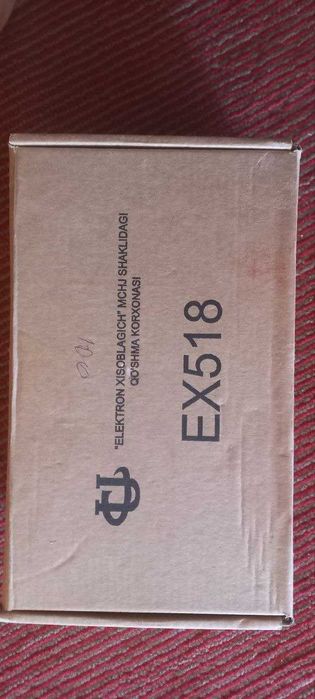 "ELEKTRON XISOBLAGICH" MCHJ SHAKLIDAGI
QO'SHMA KORXONASI
EX518